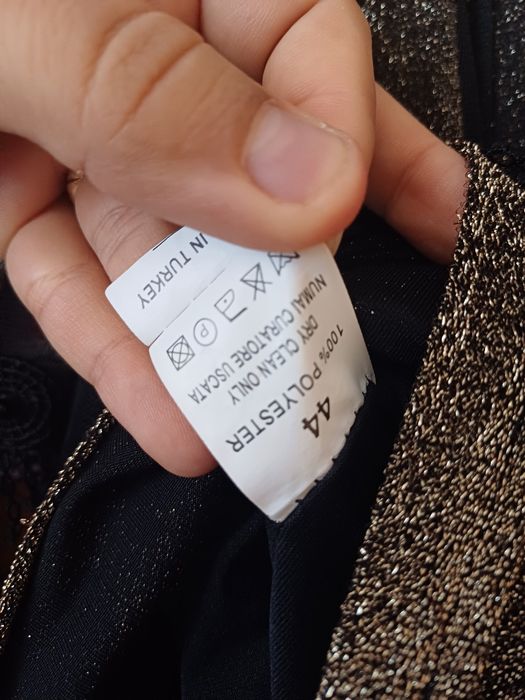 44
100% POLYESTER
DRY CLEAN ONLY
NUMAI CURATORE USCATA
P
IN TURKEY